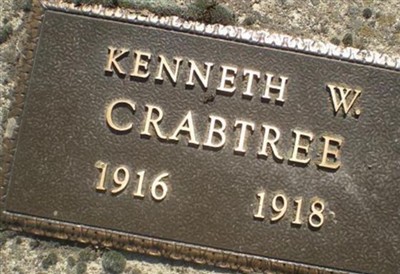 KENNETH W.
CRABTREE
1916 1918